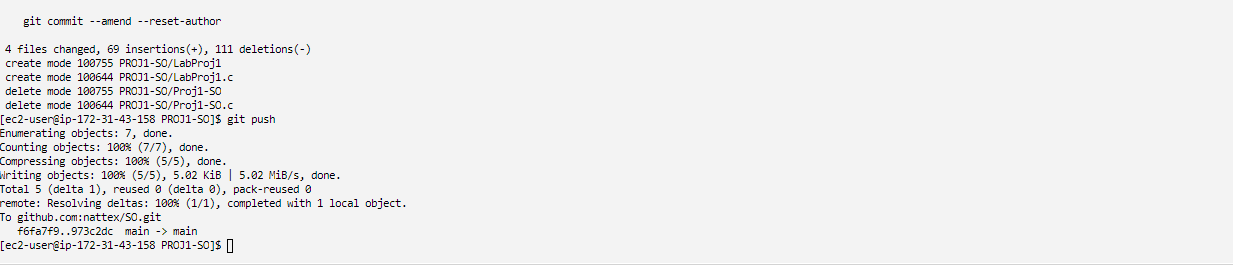 git commit --amend --reset-author
4 files changed, 69 insertions(+), 111 deletions(-)
create mode 100755 PROJ1-SO/LabProj1
create mode 100644 PROJ1-SO/LabProj1.c
delete mode 100755 PROJ1-SO/Proj1-SO
delete mode 100644 PROJ1-SO/Proj1-SO.c
[ec2-user@ip-172-31-43-158 PROJ1-SO]$ git push
Enumerating objects: 7, done.
Counting objects: 100% (7/7), done.
Compressing objects: 100% (5/5), done.
Writing objects: 100% (5/5), 5.02 KiB | 5.02 MiB/s, done.
Total 5 (delta 1), reused 0 (delta 0), pack-reused 0
remote: Resolving deltas: 100% (1/1), completed with 1 local object.
To github.com:nattex/SO.git
f6fa7f9..973c2dc  main -> main
[ec2-user@ip-172-31-43-158 PROJ1-SO]$